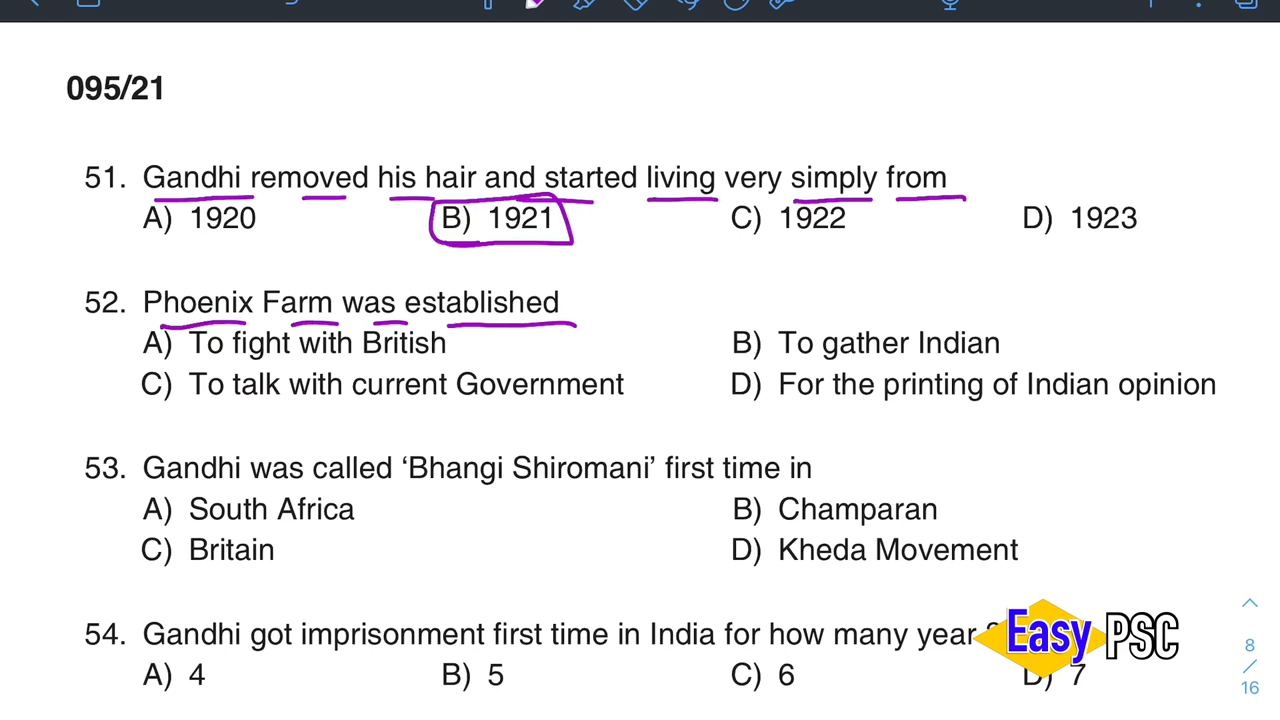 095/21
51. Gandhi removed his hair and started living very simply from
A) 1920 B) 1921 C) 1922 D) 1923
52. Phoenix Farm was established
A) To fight with British B) To gather Indian
C) To talk with current Government D) For the printing of Indian opinion
53. Gandhi was called ‘Bhangi Shiromani’ first time in
A) South Africa B) Champaran
C) Britain D) Kheda Movement
54. Gandhi got imprisonment first time in India for how many year ?
A) 4 B) 5 C) 6 D) 7
Easy PSC
8
/
16